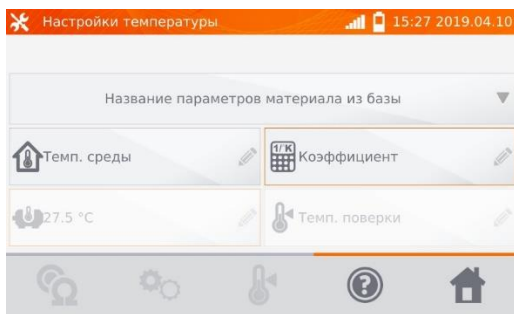 Настройки температуры 15:27 2019.04.10
Название параметров материала из базы
Темп. среды 1/°K Коэффициент
27.5 °C Темп. поверки